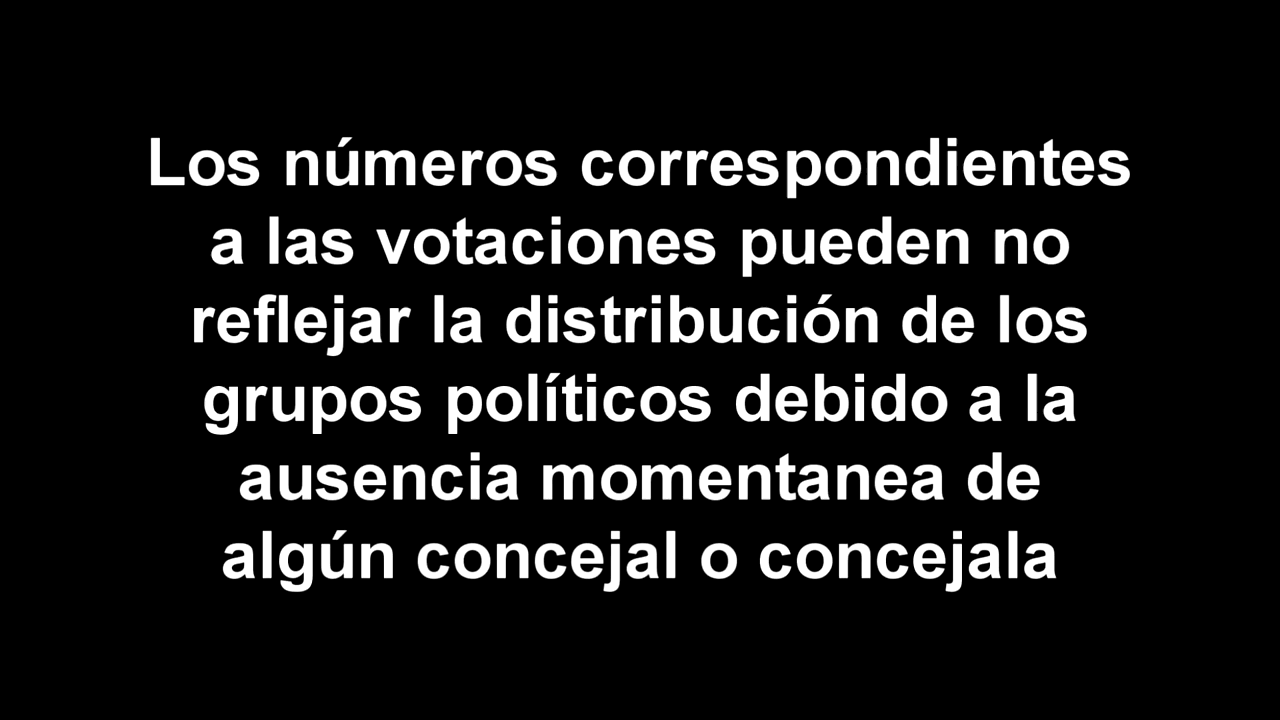 Los números correspondientes
a las votaciones pueden no
reflejar la distribución de los
grupos políticos debido a la
ausencia momentanea de
algún concejal o concejala